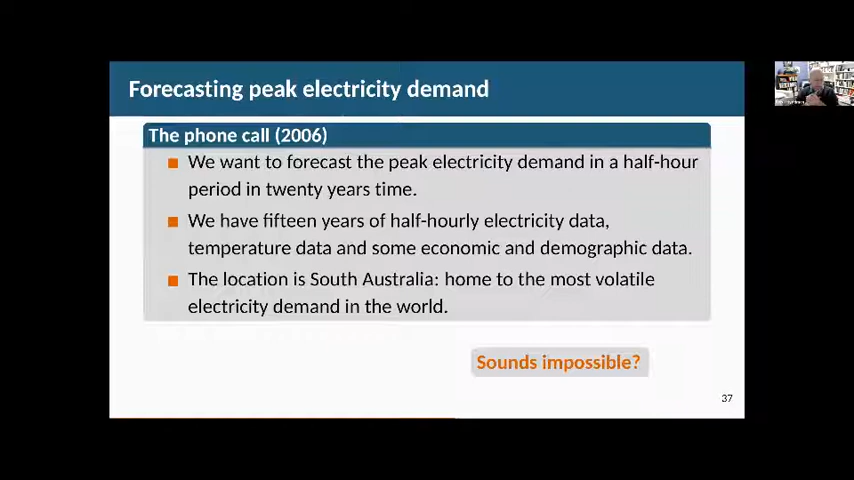 Forecasting peak electricity demand
The phone call (2006)
We want to forecast the peak electricity demand in a half-hour
period in twenty years time.
We have fifteen years of half-hourly electricity data,
temperature data and some economic and demographic data.
The location is South Australia: home to the most volatile
electricity demand in the world.
Sounds impossible?
37